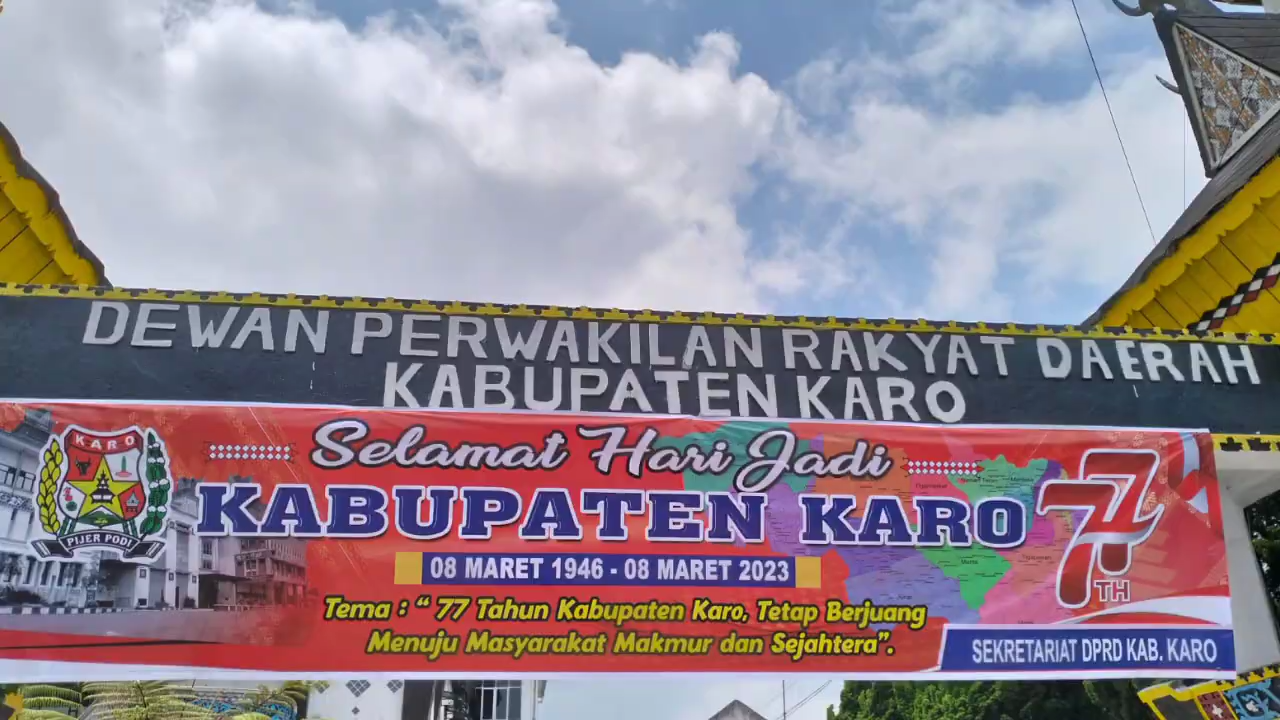 DEWAN PERWAKILAN RAKYAT DAERAH
KABUPATEN KARO
Selamat Hari Jadi
KABUPATEN KARO
08 MARET 1946 - 08 MARET 2023
Tema : “ 77 Tahun Kabupaten Karo, Tetap Berjuang
Menuju Masyarakat Makmur dan Sejahtera”.
KARO
PIJER PODI
77
TH
SEKRETARIAT DPRD KAB. KARO